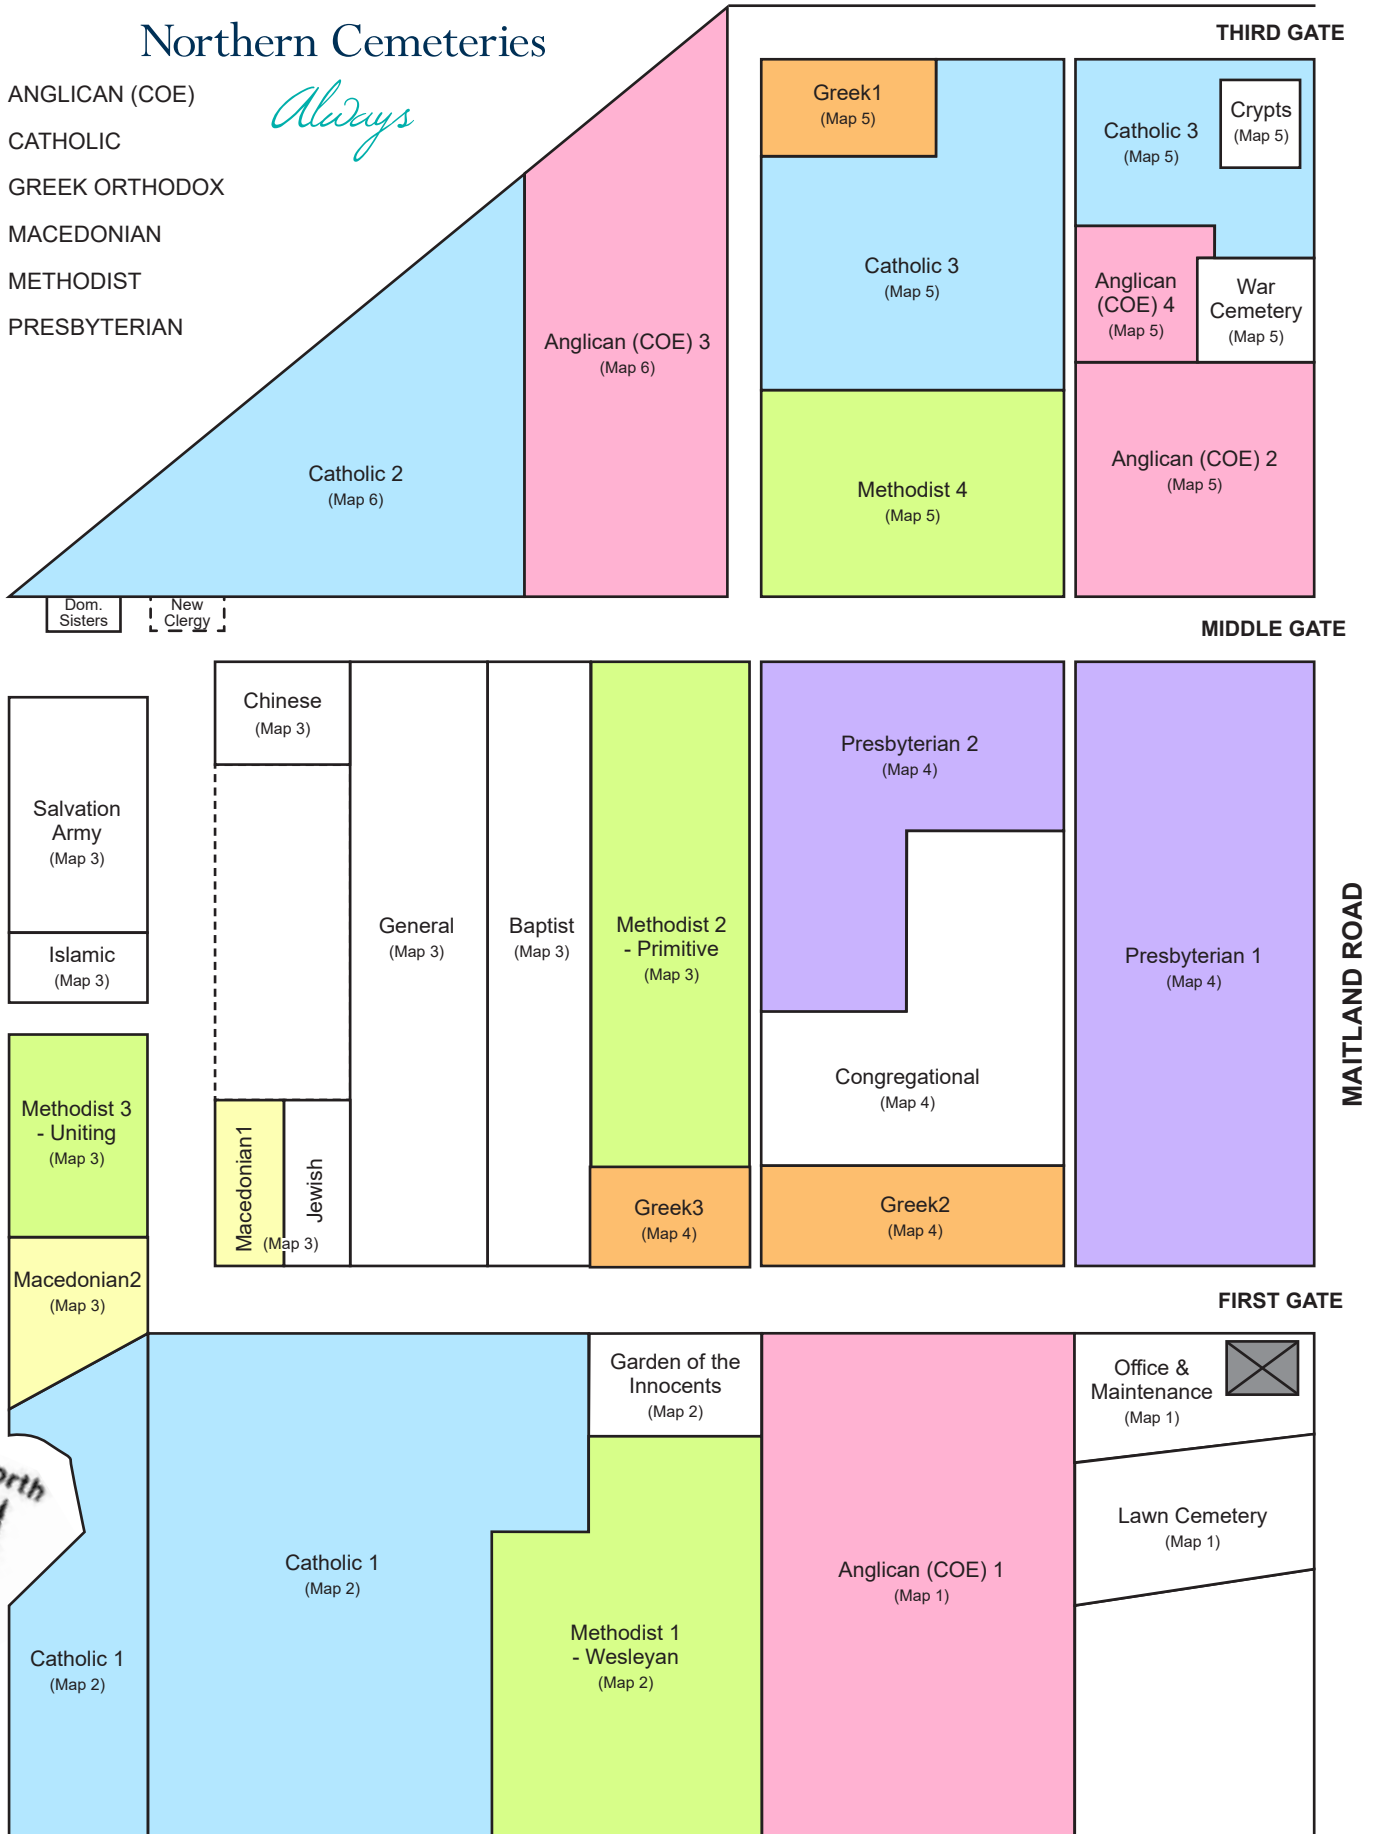 Northern Cemeteries
Always
ANGLICAN (COE)
CATHOLIC
GREEK ORTHODOX
MACEDONIAN
METHODIST
PRESBYTERIAN
THIRD GATE
Greek1
(Map 5)
Catholic 3
(Map 5)
Crypts
(Map 5)
Catholic 3
(Map 5)
Anglican
(COE) 4
(Map 5)
War
Cemetery
(Map 5)
Anglican (COE) 3
(Map 6)
Catholic 2
(Map 6)
Methodist 4
(Map 5)
Anglican (COE) 2
(Map 5)
Dom.
Sisters
New
Clergy
MIDDLE GATE
Chinese
(Map 3)
Salvation
Army
(Map 3)
Islamic
(Map 3)
General
(Map 3)
Baptist
(Map 3)
Methodist 2
- Primitive
(Map 3)
Presbyterian 2
(Map 4)
Presbyterian 1
(Map 4)
MAITLAND ROAD
Congregational
(Map 4)
Methodist 3
- Uniting
(Map 3)
Macedonian1
Jewish
(Map 3)
Greek3
(Map 4)
Greek2
(Map 4)
Macedonian2
(Map 3)
FIRST GATE
Garden of the
Innocents
(Map 2)
Office &
Maintenance
(Map 1)
Lawn Cemetery
(Map 1)
Catholic 1
(Map 2)
Anglican (COE) 1
(Map 1)
Methodist 1
- Wesleyan
(Map 2)
Catholic 1
(Map 2)